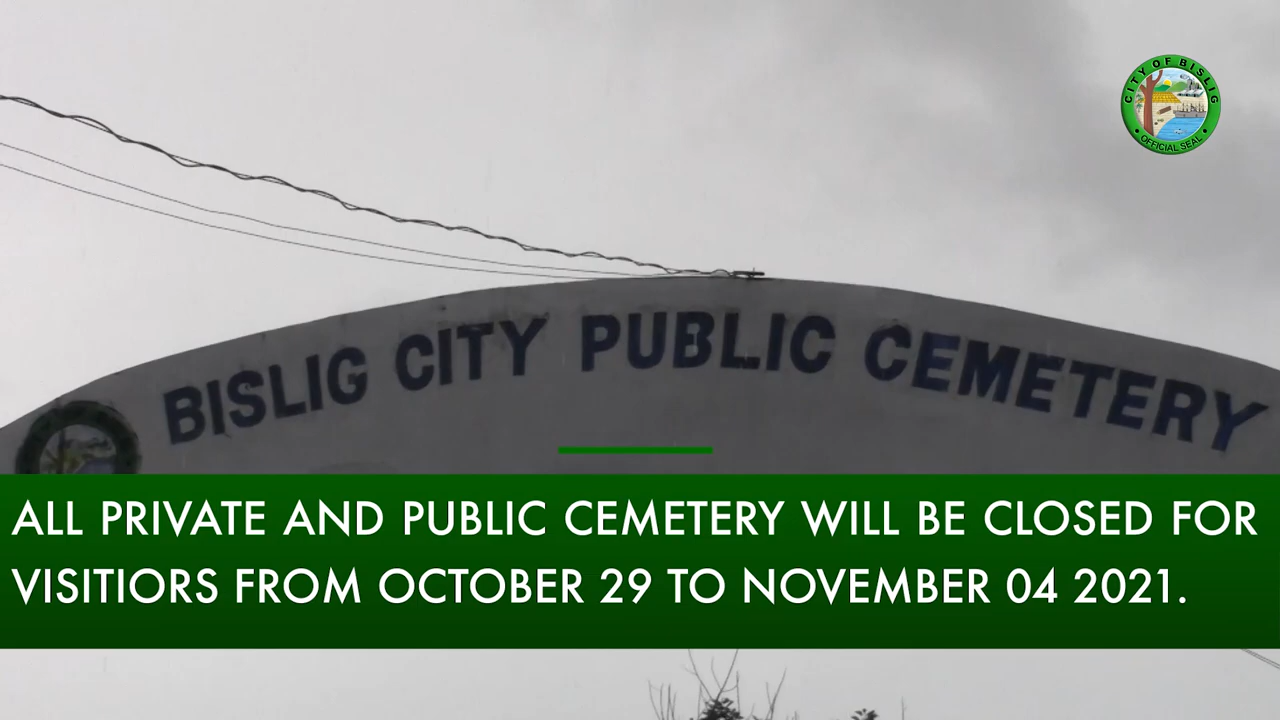 CITY OF BISLIG
OFFICIAL SEAL
BISLIG CITY PUBLIC CEMETERY
ALL PRIVATE AND PUBLIC CEMETERY WILL BE CLOSED FOR
VISITIORS FROM OCTOBER 29 TO NOVEMBER 04 2021.